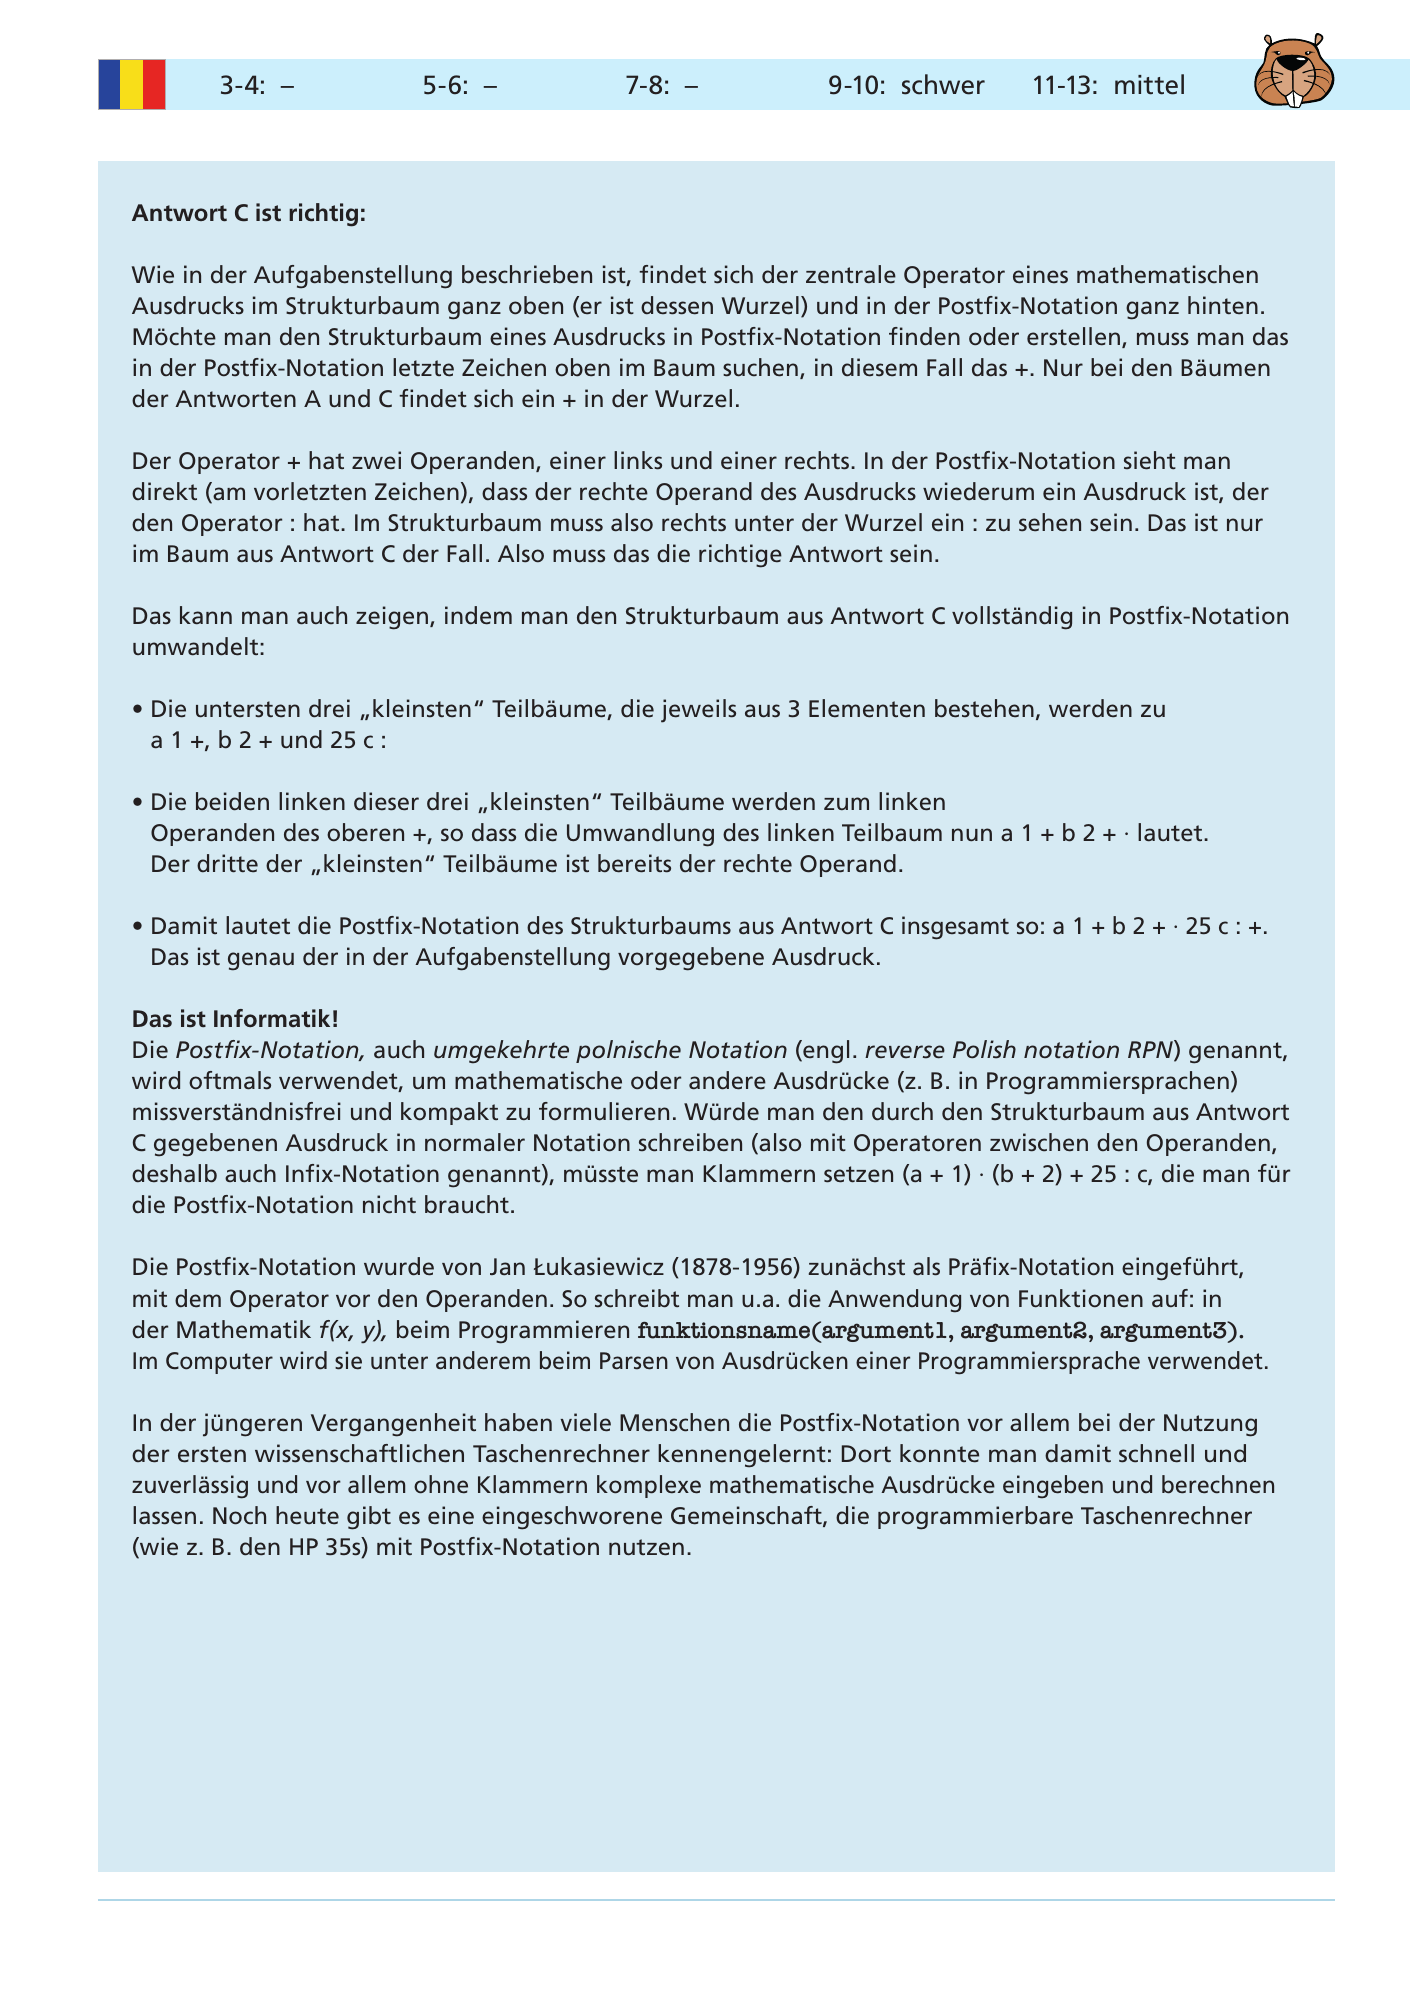 3-4: –
5-6: –
7-8: –
9-10: schwer
11-13: mittel
Antwort C ist richtig:
Wie in der Aufgabenstellung beschrieben ist, findet sich der zentrale Operator eines mathematischen
Ausdrucks im Strukturbaum ganz oben (er ist dessen Wurzel) und in der Postfix-Notation ganz hinten.
Möchte man den Strukturbaum eines Ausdrucks in Postfix-Notation finden oder erstellen, muss man das
in der Postfix-Notation letzte Zeichen oben im Baum suchen, in diesem Fall das +. Nur bei den Bäumen
der Antworten A und C findet sich ein + in der Wurzel.
Der Operator + hat zwei Operanden, einer links und einer rechts. In der Postfix-Notation sieht man
direkt (am vorletzten Zeichen), dass der rechte Operand des Ausdrucks wiederum ein Ausdruck ist, der
den Operator : hat. Im Strukturbaum muss also rechts unter der Wurzel ein : zu sehen sein. Das ist nur
im Baum aus Antwort C der Fall. Also muss das die richtige Antwort sein.
Das kann man auch zeigen, indem man den Strukturbaum aus Antwort C vollständig in Postfix-Notation
umwandelt:
• Die untersten drei „kleinsten“ Teilbäume, die jeweils aus 3 Elementen bestehen, werden zu
a 1 +, b 2 + und 25 c :
• Die beiden linken dieser drei „kleinsten“ Teilbäume werden zum linken
Operanden des oberen +, so dass die Umwandlung des linken Teilbaum nun a 1 + b 2 + · lautet.
Der dritte der „kleinsten“ Teilbäume ist bereits der rechte Operand.
• Damit lautet die Postfix-Notation des Strukturbaums aus Antwort C insgesamt so: a 1 + b 2 + · 25 c : +.
Das ist genau der in der Aufgabenstellung vorgegebene Ausdruck.
Das ist Informatik!
Die Postfix-Notation, auch umgekehrte polnische Notation (engl. reverse Polish notation RPN) genannt,
wird oftmals verwendet, um mathematische oder andere Ausdrücke (z. B. in Programmiersprachen)
missverständnisfrei und kompakt zu formulieren. Würde man den durch den Strukturbaum aus Antwort
C gegebenen Ausdruck in normaler Notation schreiben (also mit Operatoren zwischen den Operanden,
deshalb auch Infix-Notation genannt), müsste man Klammern setzen (a + 1) · (b + 2) + 25 : c, die man für
die Postfix-Notation nicht braucht.
Die Postfix-Notation wurde von Jan Łukasiewicz (1878-1956) zunächst als Präfix-Notation eingeführt,
mit dem Operator vor den Operanden. So schreibt man u.a. die Anwendung von Funktionen auf: in
der Mathematik f(x, y), beim Programmieren funktionsname(argument1, argument2, argument3).
Im Computer wird sie unter anderem beim Parsen von Ausdrücken einer Programmiersprache verwendet.
In der jüngeren Vergangenheit haben viele Menschen die Postfix-Notation vor allem bei der Nutzung
der ersten wissenschaftlichen Taschenrechner kennengelernt: Dort konnte man damit schnell und
zuverlässig und vor allem ohne Klammern komplexe mathematische Ausdrücke eingeben und berechnen
lassen. Noch heute gibt es eine eingeschworene Gemeinschaft, die programmierbare Taschenrechner
(wie z. B. den HP 35s) mit Postfix-Notation nutzen.